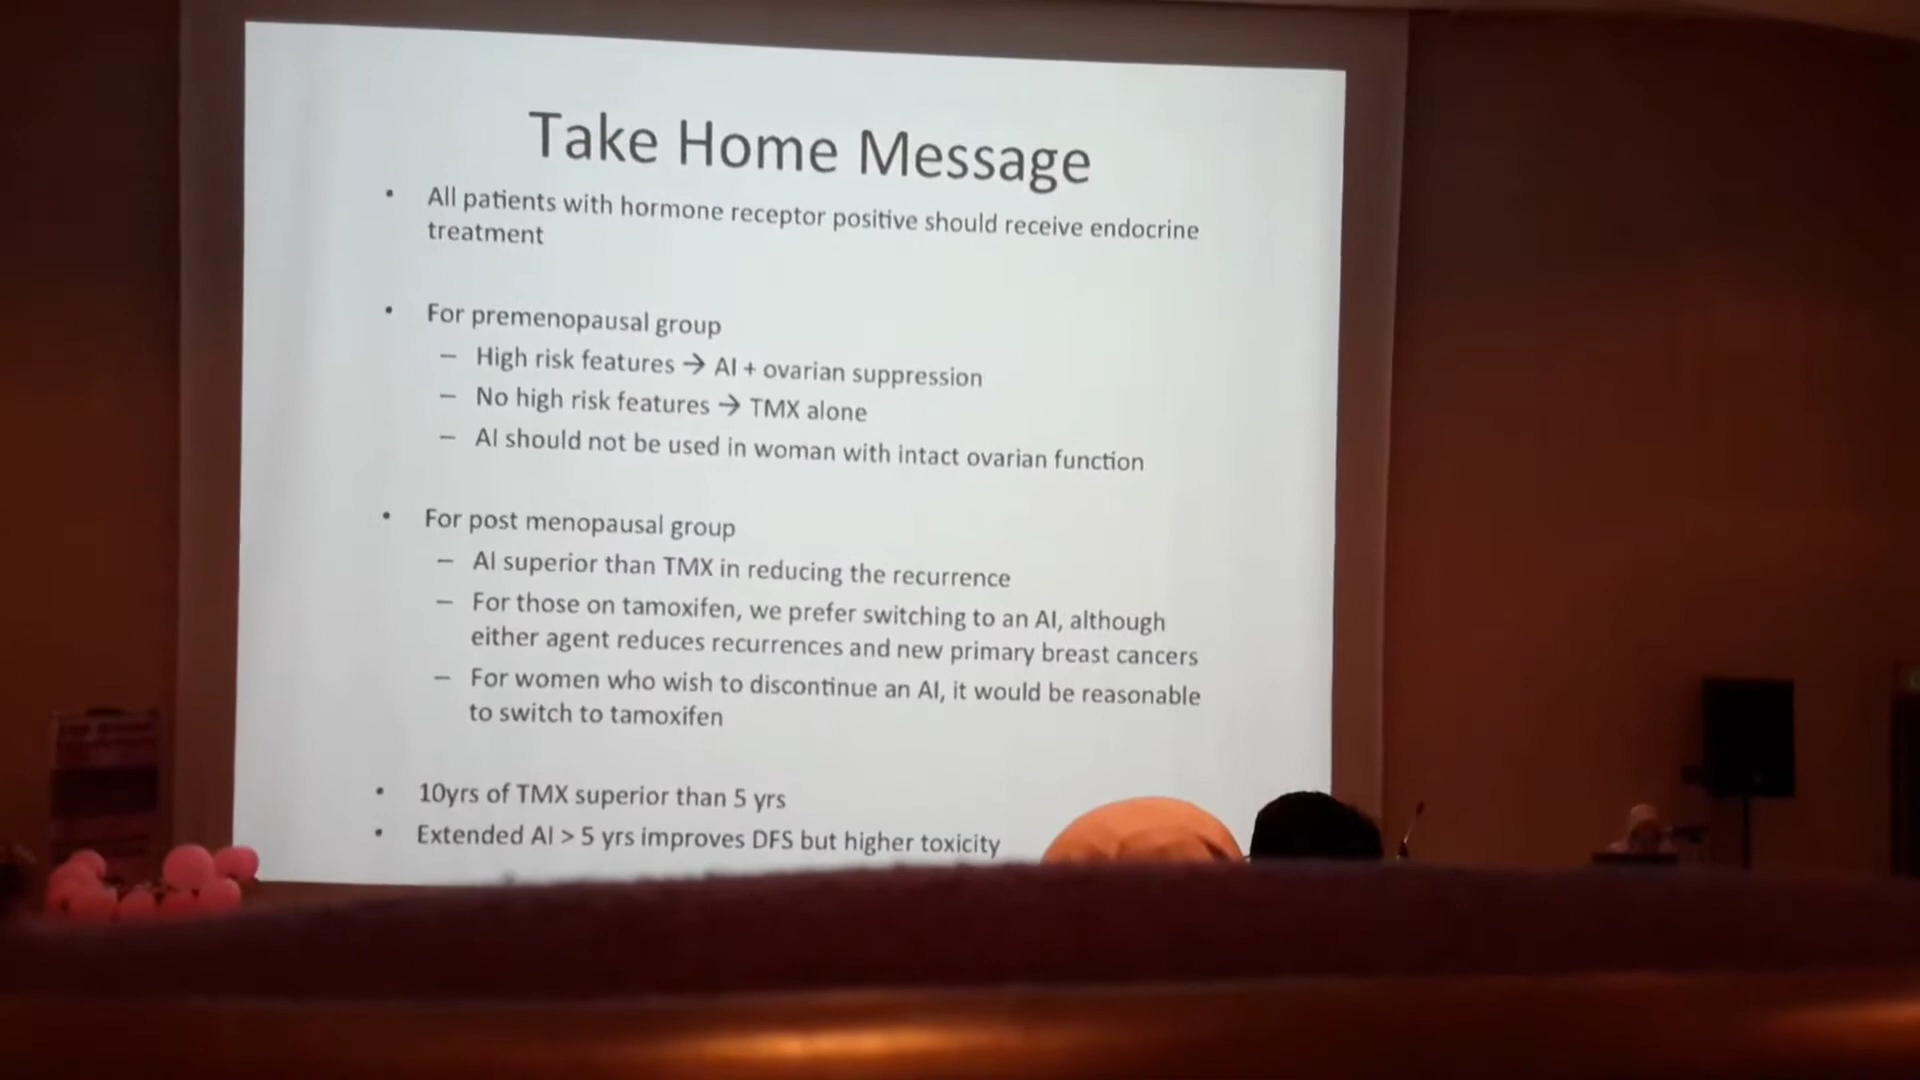 Take Home Message
• All patients with hormone receptor positive should receive endocrine
treatment
• For premenopausal group
– High risk features → AI + ovarian suppression
– No high risk features → TMX alone
– AI should not be used in woman with intact ovarian function
• For post menopausal group
– AI superior than TMX in reducing the recurrence
– For those on tamoxifen, we prefer switching to an AI, although
either agent reduces recurrences and new primary breast cancers
– For women who wish to discontinue an AI, it would be reasonable
to switch to tamoxifen
• 10yrs of TMX superior than 5 yrs
• Extended AI > 5 yrs improves DFS but higher toxicity